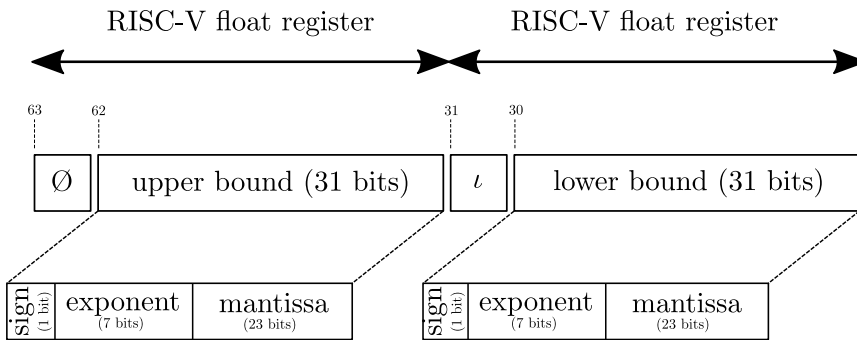 RISC-V float register RISC-V float register
63 62 31 30
Ø upper bound (31 bits) ι lower bound (31 bits)
sign (1 bit) exponent (7 bits) mantissa (23 bits) sign (1 bit) exponent (7 bits) mantissa (23 bits)